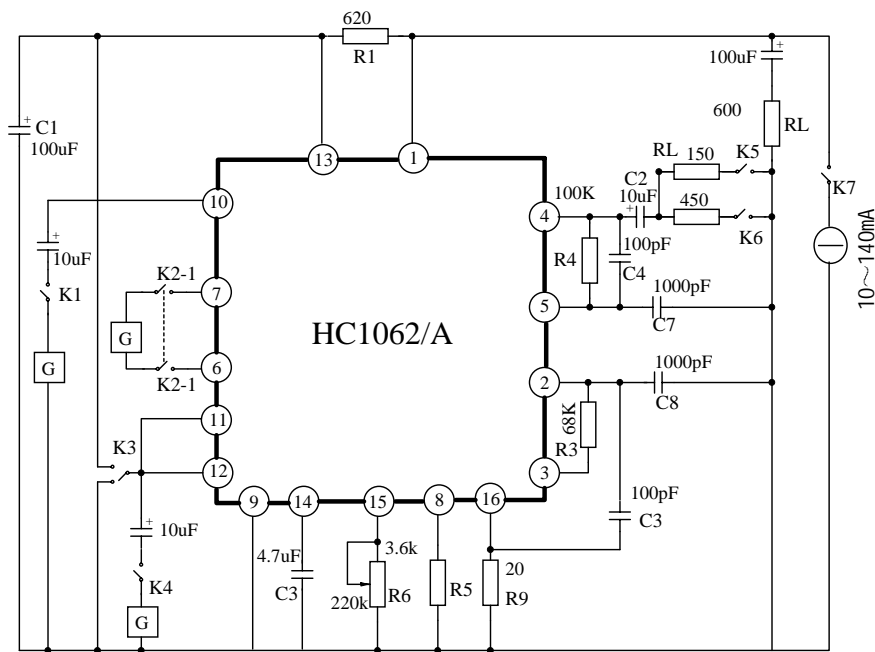 620
R1
100uF
600
RL
C1
100uF
13
1
RL
150
K5
C2
10uF
100K
450
K6
K7
10
4
10uF
K2-1
7
R4
100pF
C4
1000pF
C7
10～140mA
K1
G
5
HC1062/A
G
6
K2-1
2
1000pF
C8
11
K3
12
68K
R3
3
9
14
15
8
16
100pF
C3
10uF
4.7uF
C3
3.6k
220k
R6
R5
20
R9
K4
G